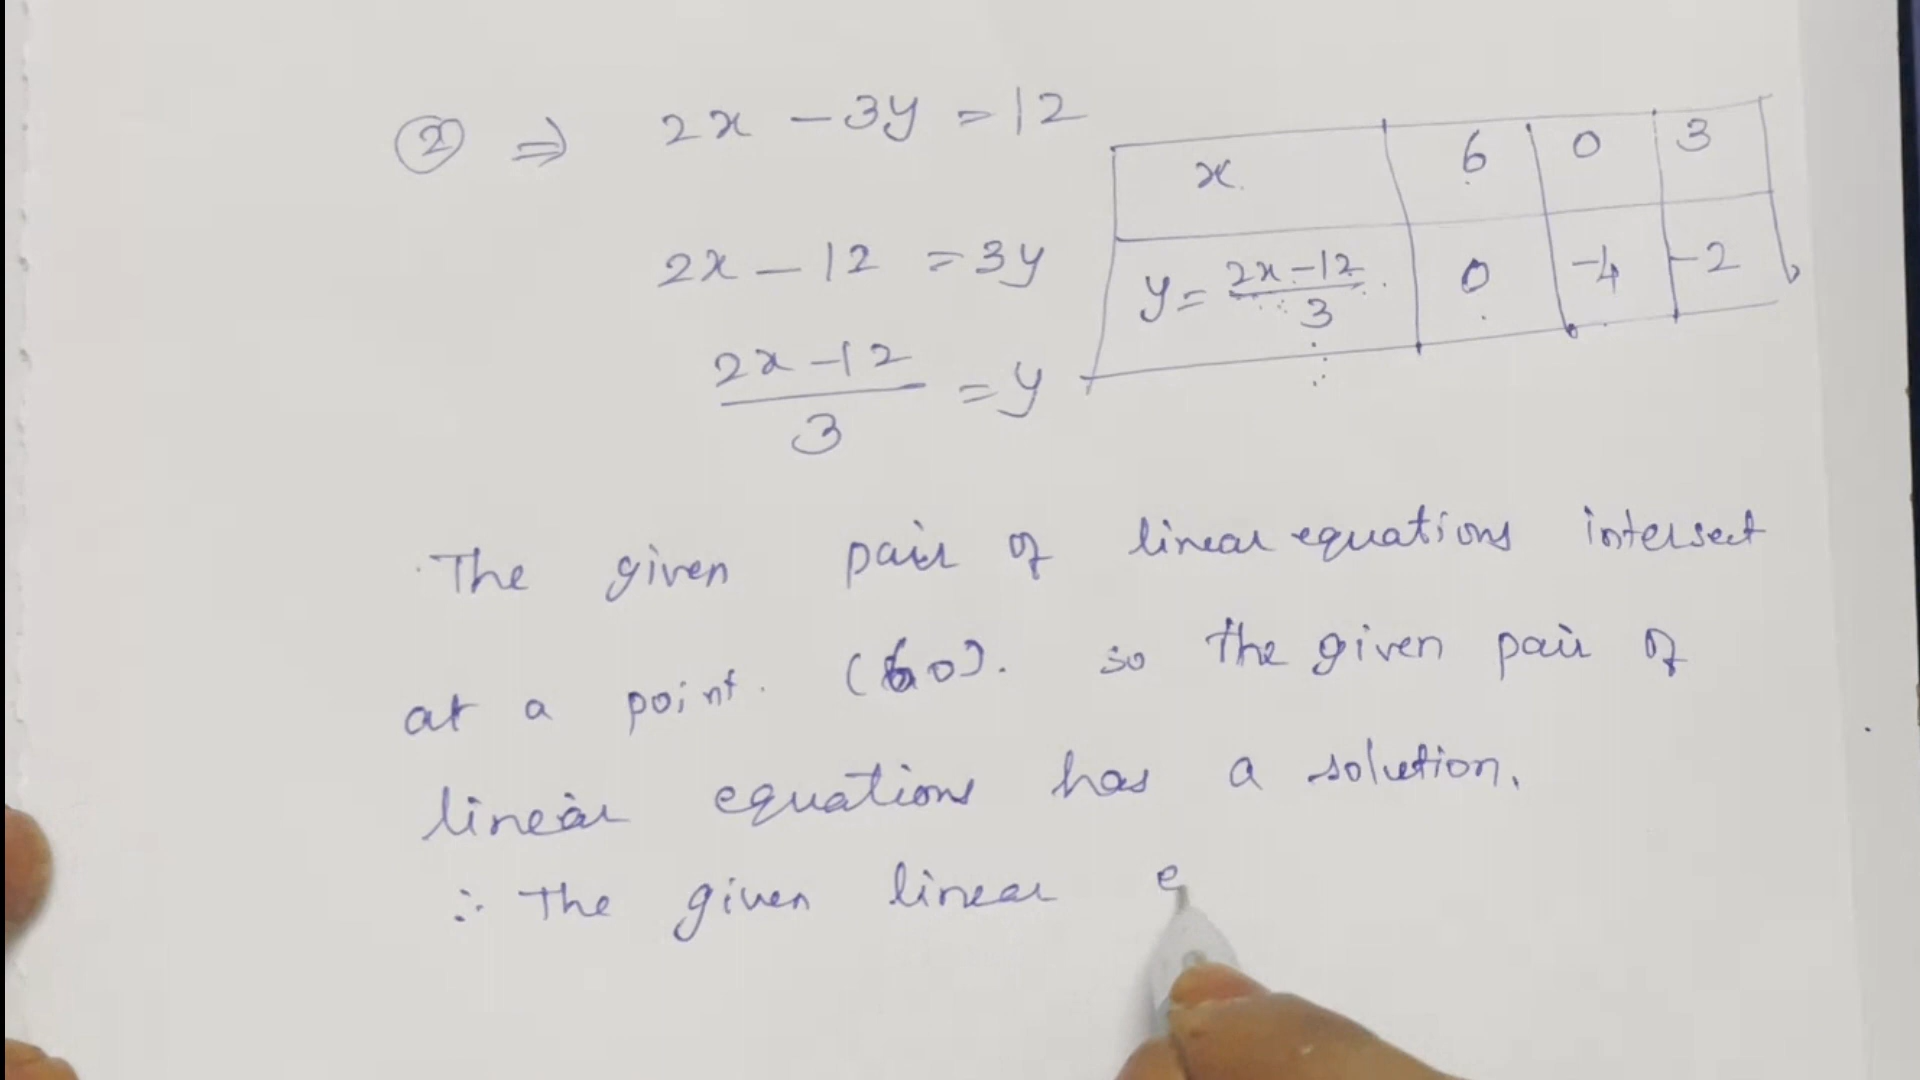 ② ⇒ 2x - 3y = 12
2x - 12 = 3y
2x - 12 / 3 = y
x 6 0 3
y = 2x - 12 / 3 0 -4 -2
The given pair of linear equations intersect
at a point. (6 0). so the given pair of
linear equations has a solution.
∴ The given linear e